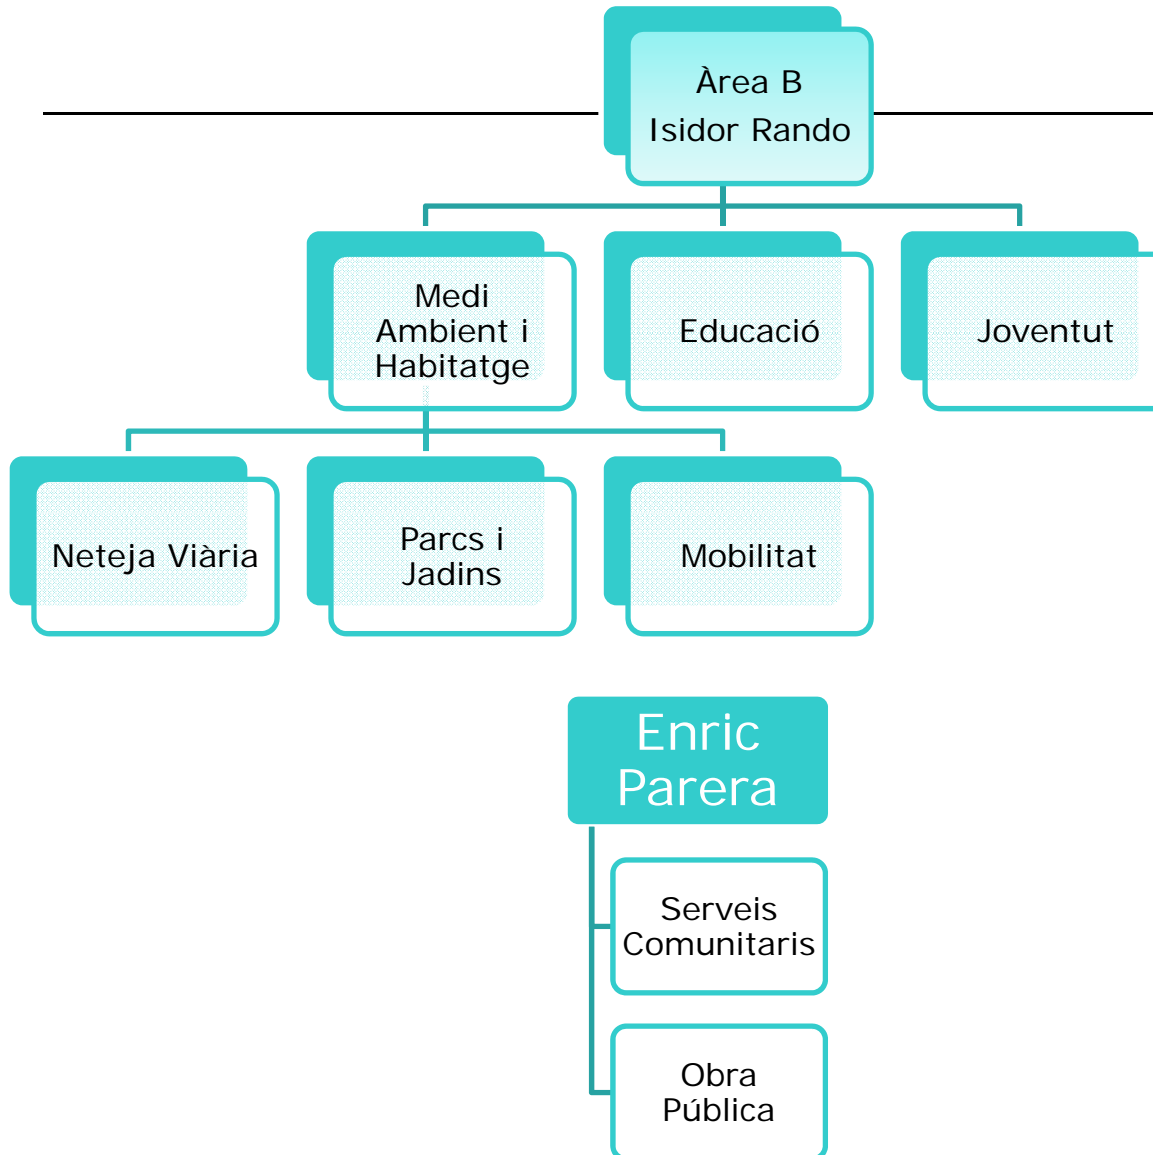 Àrea B
Isidor Rando
Medi
Ambient i
Habitatge
Educació
Joventut
Neteja Viària
Parcs i
Jadins
Mobilitat
Enric
Parera
Serveis
Comunitaris
Obra
Pública